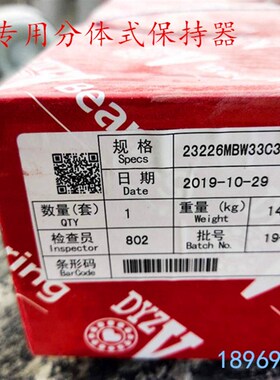 专用分体式保持器
Bear
规格 Specs 23226MBW33C3
日期 Date 2019-10-29
数量(套) QTY 1 重量 (kg) Weight 14
检查员 Inspector 802 批号 Batch No. 19
条形码 BarCode
ring
DYZV
18969